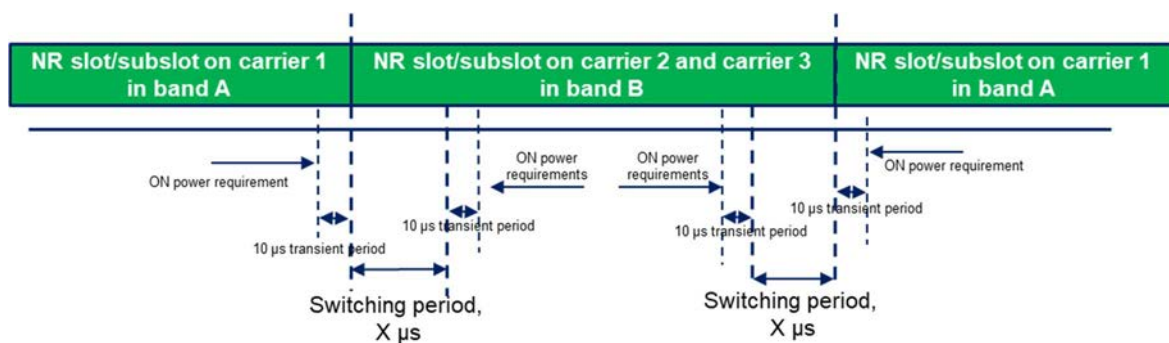 NR slot/subslot on carrier 1
in band A
NR slot/subslot on carrier 2 and carrier 3
in band B
NR slot/subslot on carrier 1
in band A
ON power requirement
ON power
requirements
ON power
requirements
ON power requirement
10 µs transient period
10 µs transient period
10 µs transient period
10 µs transient period
Switching period,
X µs
Switching period,
X µs